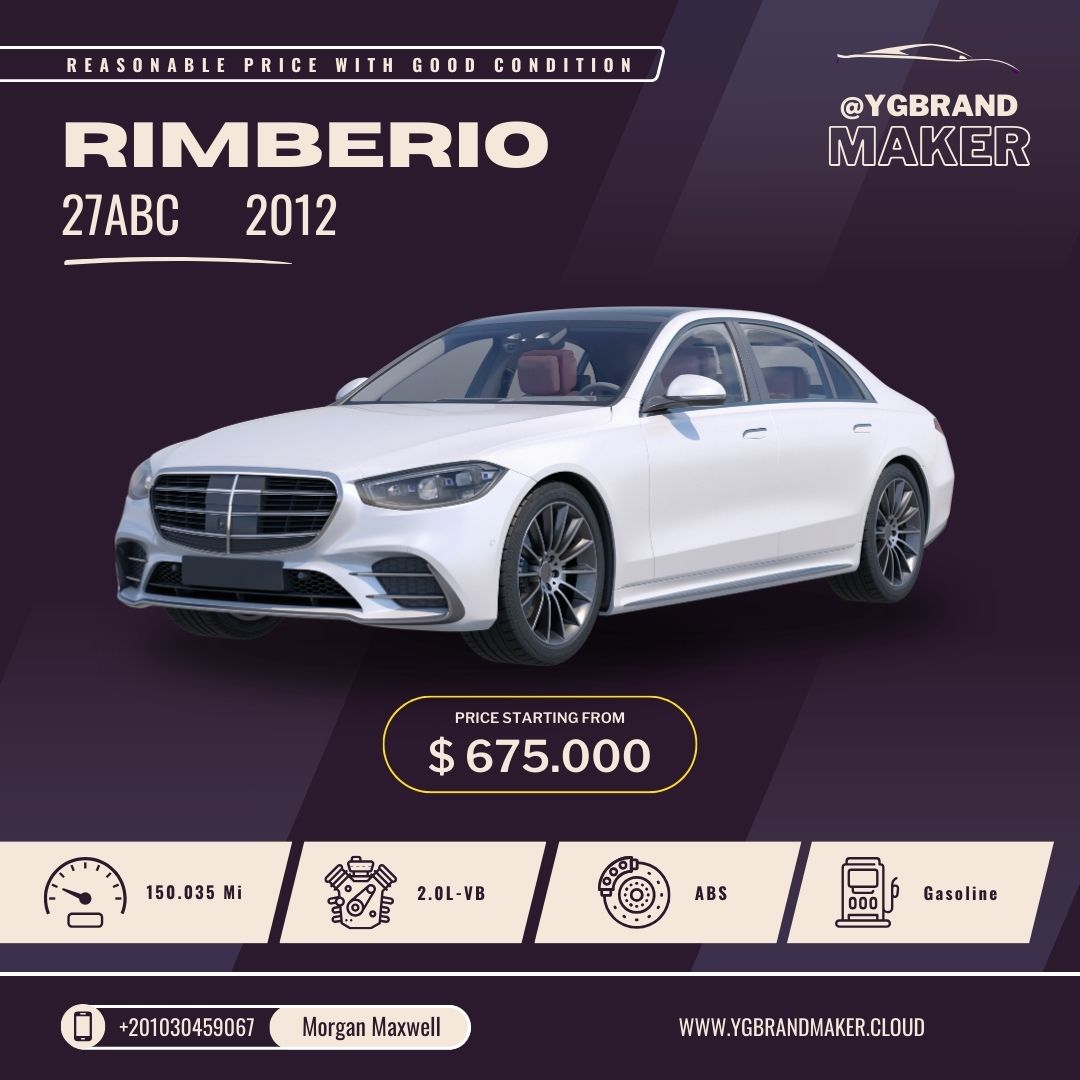 REASONABLE PRICE WITH GOOD CONDITION
@YGBRAND
MAKER
RIMBERIO
27ABC 2012
PRICE STARTING FROM
$ 675.000
150.035 Mi
2.0L-VB
ABS
Gasoline
+201030459067
Morgan Maxwell
WWW.YGBRANDMAKER.CLOUD